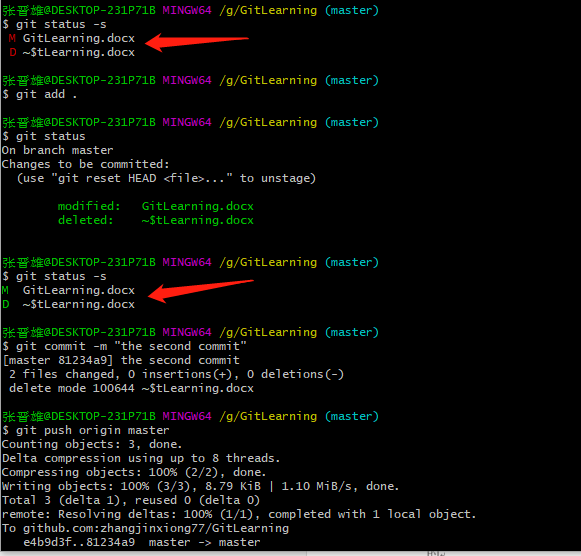 张晋雄@DESKTOP-231P71B MINGW64 /g/GitLearning (master)
$ git status -s
 M GitLearning.docx
 D ~$tLearning.docx

张晋雄@DESKTOP-231P71B MINGW64 /g/GitLearning (master)
$ git add .

张晋雄@DESKTOP-231P71B MINGW64 /g/GitLearning (master)
$ git status
On branch master
Changes to be committed:
  (use "git reset HEAD <file>..." to unstage)

        modified:   GitLearning.docx
        deleted:    ~$tLearning.docx


张晋雄@DESKTOP-231P71B MINGW64 /g/GitLearning (master)
$ git status -s
M  GitLearning.docx
D  ~$tLearning.docx

张晋雄@DESKTOP-231P71B MINGW64 /g/GitLearning (master)
$ git commit -m "the second commit"
[master 81234a9] the second commit
 2 files changed, 0 insertions(+), 0 deletions(-)
 delete mode 100644 ~$tLearning.docx

张晋雄@DESKTOP-231P71B MINGW64 /g/GitLearning (master)
$ git push origin master
Counting objects: 3, done.
Delta compression using up to 8 threads.
Compressing objects: 100% (2/2), done.
Writing objects: 100% (3/3), 8.79 KiB | 1.10 MiB/s, done.
Total 3 (delta 1), reused 0 (delta 0)
remote: Resolving deltas: 100% (1/1), completed with 1 local object.
To github.com:zhangjinxiong77/GitLearning
   e4b9d3f..81234a9  master -> master